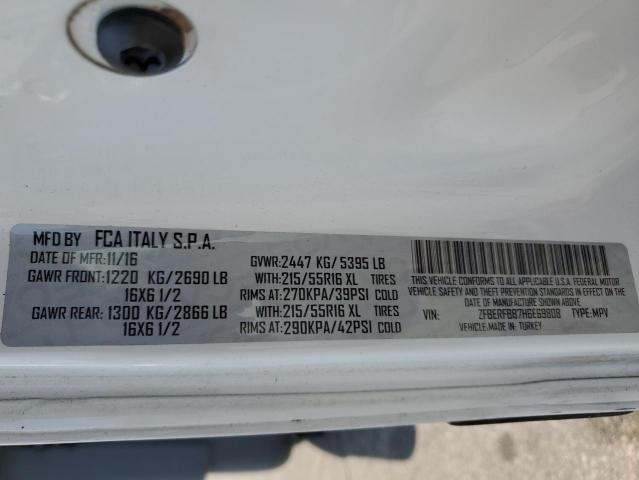 MFD BY FCA ITALY S.P.A.
DATE OF MFR: 11/16 GVWR: 2447 KG/5395 LB
GAWR FRONT: 1220 KG/2690 LB WITH: 215/55R16 XL TIRES
16X6 1/2 RIMS AT: 270KPA/39PSI COLD
GAWR REAR: 1300 KG/2866 LB WITH: 215/55R16 XL TIRES
16X6 1/2 RIMS AT: 290KPA/42PSI COLD
THIS VEHICLE CONFORMS TO ALL APPLICABLE U.S.A. FEDERAL MOTOR
VEHICLE SAFETY AND THEFT PREVENTION STANDARDS IN EFFECT ON THE
DATE OF MANUFACTURE SHOWN ABOVE.
VIN: ZFBERFBB7H6E69808 TYPE: MPV
MADE IN: TURKEY